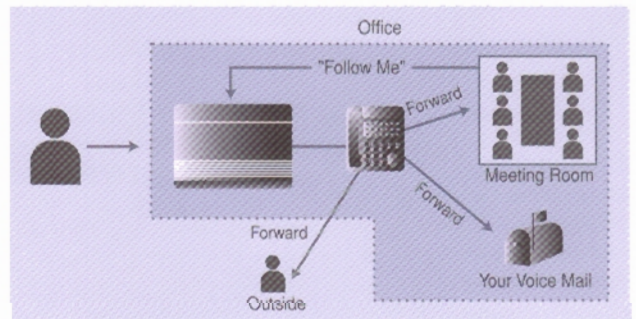 Office
"Follow Me"
Forward
Meeting Room
Forward
Forward
Your Voice Mail
Outside